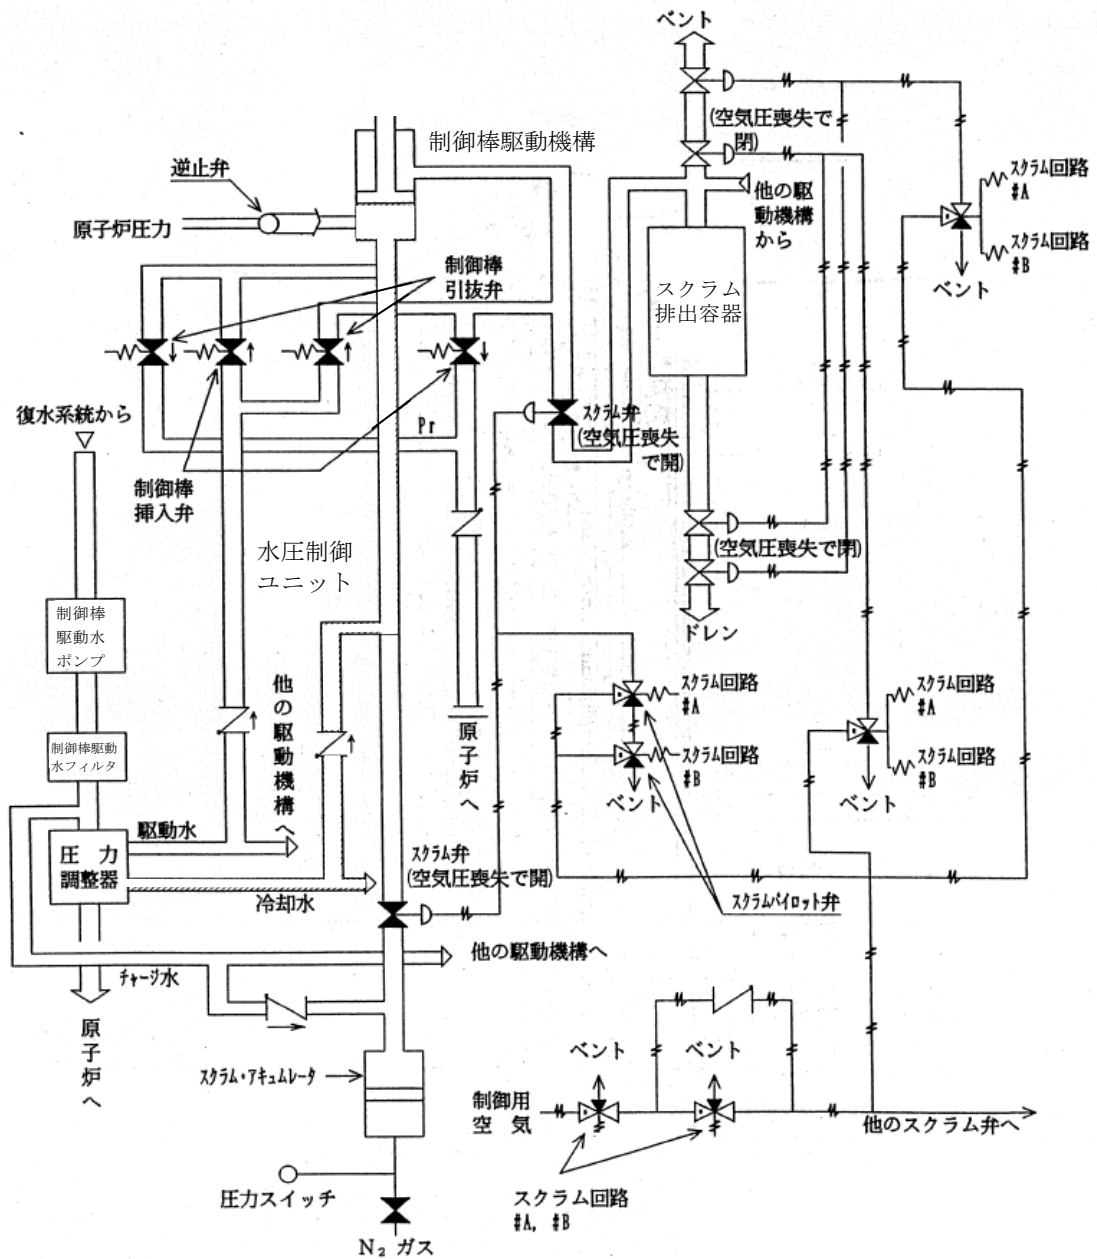 ベント
(空気圧喪失で
閉)
制御棒駆動機構
逆止弁
原子炉圧力
他の駆
動機構
から
スクラム回路
#A
スクラム回路
#B
ベント
制御棒
引抜弁
スクラム
排出容器
復水系統から
Pr
スクラム弁
(空気圧喪失
で開)
制御棒
挿入弁
水圧制御
ユニット
(空気圧喪失で閉)
ドレン
制御棒
駆動水
ポンプ
制御棒駆動
水フィルタ
他の駆動機構へ
原子炉へ
スクラム回路
#A
スクラム回路
#B
ベント
スクラム回路
#A
スクラム回路
#B
ベント
駆動水
圧力
調整器
冷却水
スクラム弁
(空気圧喪失で開)
スクラムパイロット弁
他の駆動機構へ
チャージ水
原子炉へ
スクラム・アキュムレータ
ベント
ベント
制御用
空気
他のスクラム弁へ
圧力スイッチ
スクラム回路
#A, #B
N₂ ガス